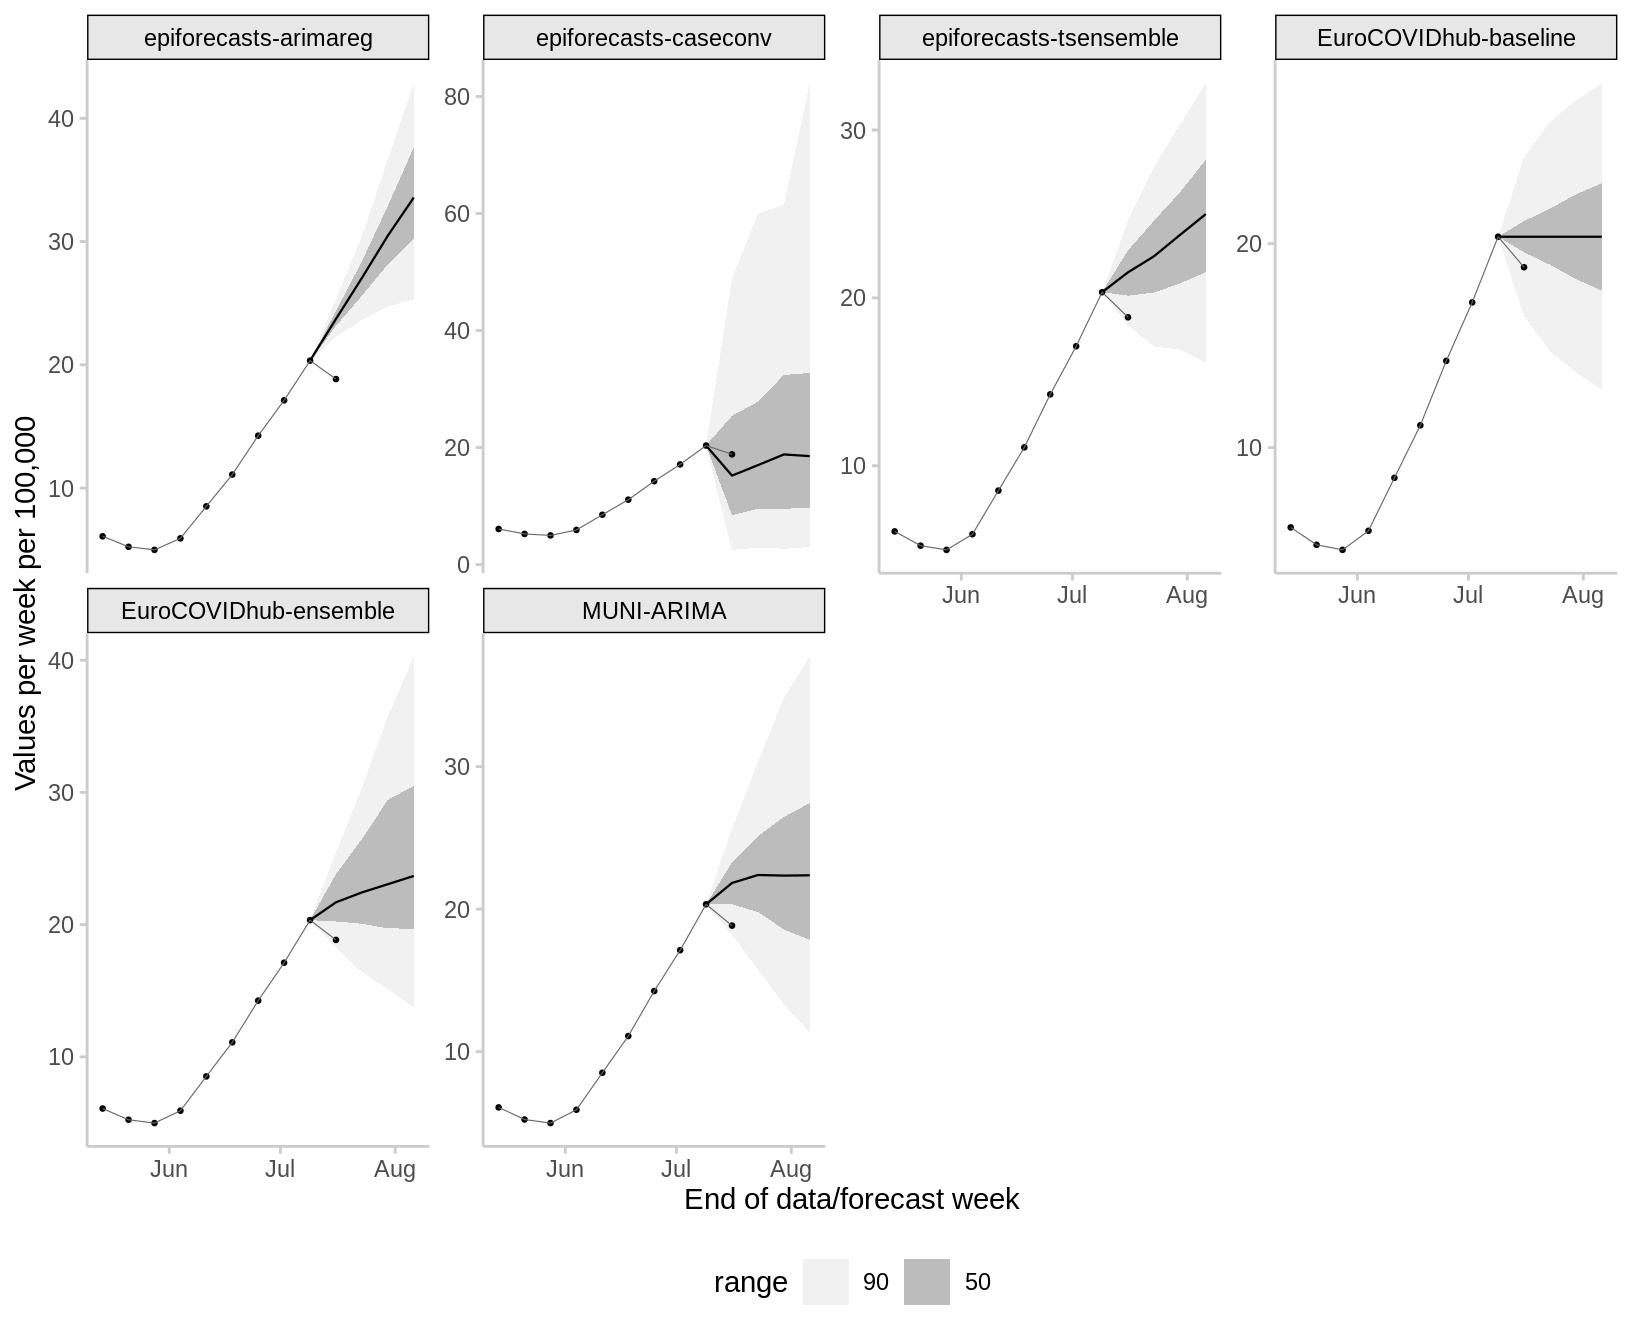 epiforecasts-arimareg
epiforecasts-caseconv
epiforecasts-tsensemble
EuroCOVIDhub-baseline
40
30
20
10
80
60
40
20
0
30
20
10
Jun
Jul
Aug
20
10
Jun
Jul
Aug
Values per week per 100,000
EuroCOVIDhub-ensemble
MUNI-ARIMA
40
30
20
10
Jun
Jul
Aug
30
20
10
Jun
Jul
Aug
End of data/forecast week
range
90
50